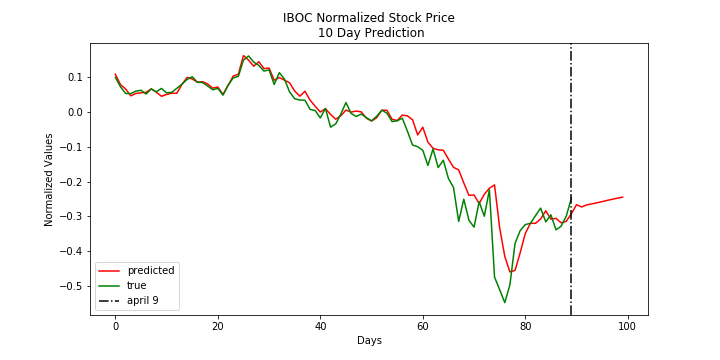 IBOC Normalized Stock Price
10 Day Prediction
Normalized Values
0.1
0.0
−0.1
−0.2
−0.3
−0.4
−0.5
predicted
true
april 9
0
20
40
60
80
100
Days